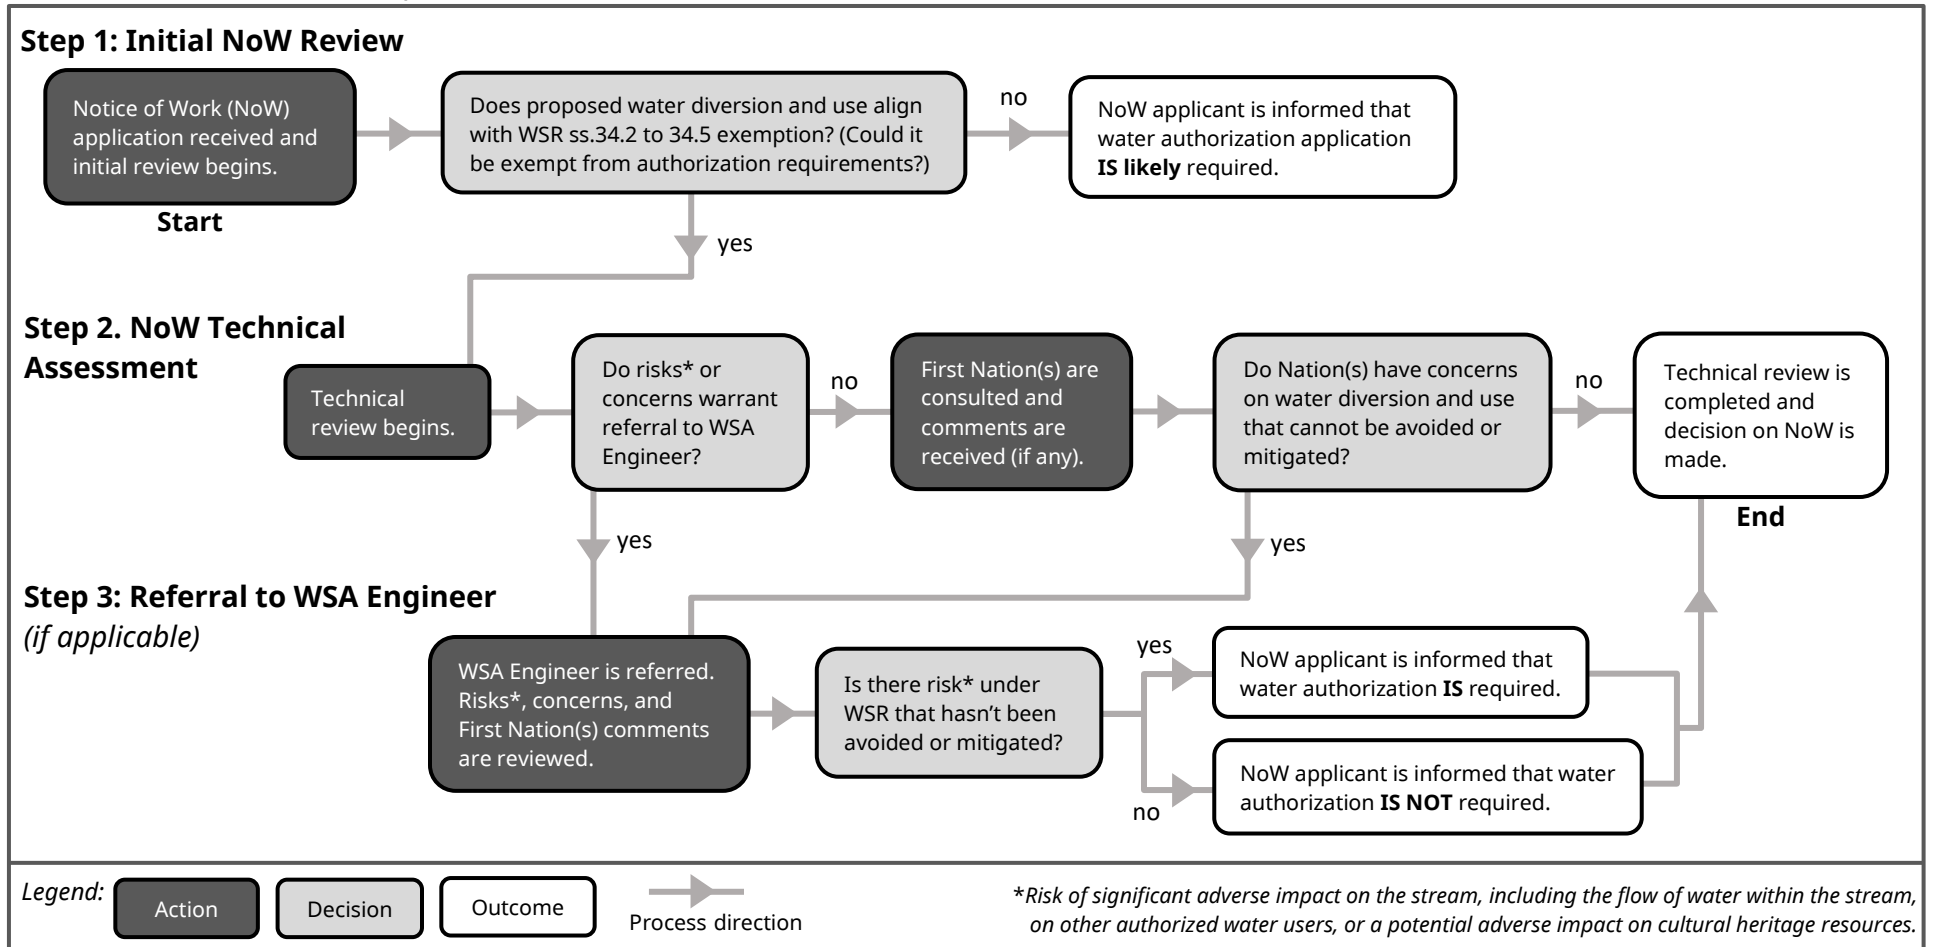 Step 1: Initial NoW Review
Notice of Work (NoW)
application received and
initial review begins.
Start
Does proposed water diversion and use align
with WSR ss.34.2 to 34.5 exemption? (Could it
be exempt from authorization requirements?)
no
NoW applicant is informed that
water authorization application
IS likely required.
yes
Step 2. NoW Technical
Assessment
Technical
review begins.
Do risks* or
concerns warrant
referral to WSA
Engineer?
no
First Nation(s) are
consulted and
comments are
received (if any).
Do Nation(s) have concerns
on water diversion and use
that cannot be avoided or
mitigated?
no
Technical review is
completed and
decision on NoW is
made.
End
yes
yes
Step 3: Referral to WSA Engineer
(if applicable)
WSA Engineer is referred.
Risks*, concerns, and
First Nation(s) comments
are reviewed.
Is there risk* under
WSR that hasn't been
avoided or mitigated?
yes
NoW applicant is informed that
water authorization IS required.
no
NoW applicant is informed that water
authorization IS NOT required.
Legend:
Action
Decision
Outcome
Process direction
*Risk of significant adverse impact on the stream, including the flow of water within the stream,
on other authorized water users, or a potential adverse impact on cultural heritage resources.